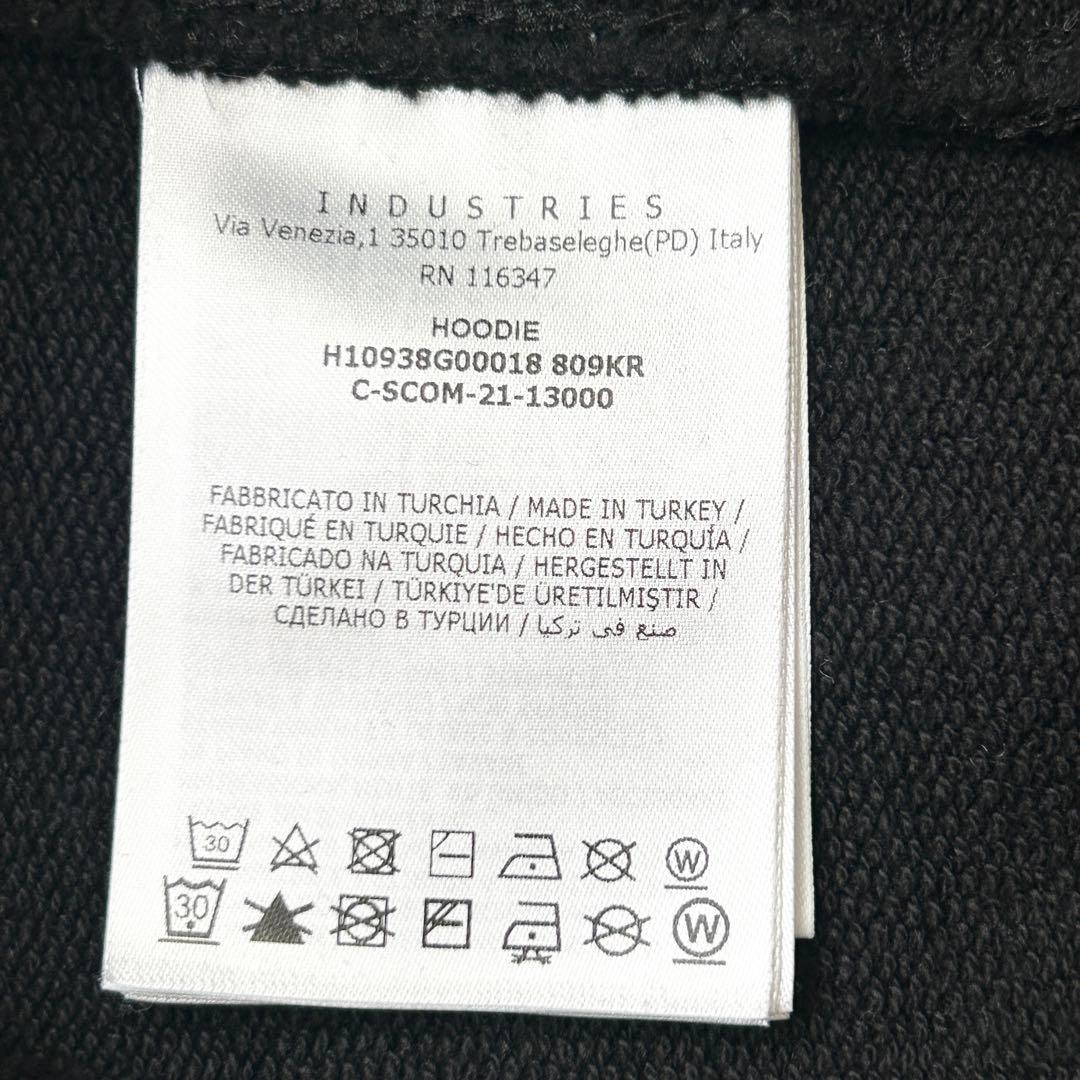 INDUSTRIES
Via Venezia,1 35010 Trebaseleghe(PD) Italy
RN 116347
HOODIE
H10938G00018 809KR
C-SCOM-21-13000
FABBRICATO IN TURCHIA / MADE IN TURKEY /
FABRIQUÉ EN TURQUIE / HECHO EN TURQUÍA /
FABRICADO NA TURQUIA / HERGESTELLT IN
DER TÜRKEI / TÜRKIYE'DE ÜRETILMIŞTIR /
СДЕЛАНО В ТУРЦИИ / صنع في تركيا
30 W
30 W